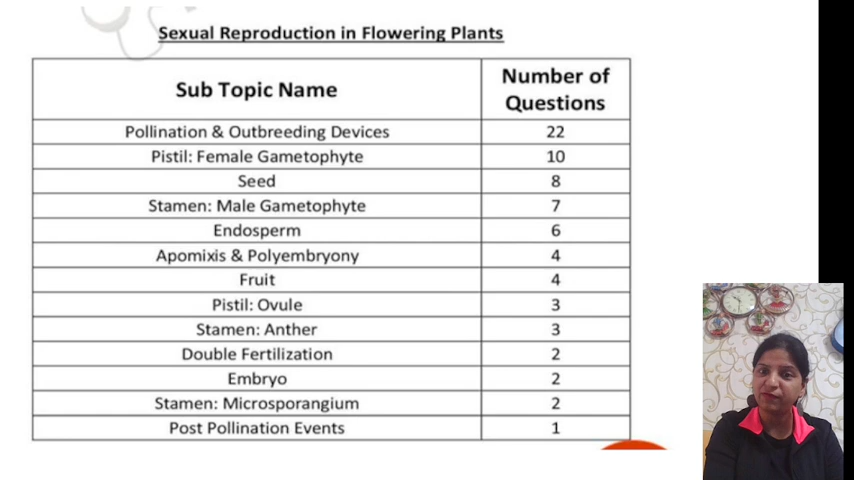 Sexual Reproduction in Flowering Plants
Sub Topic Name Number of
Questions
Pollination & Outbreeding Devices 22
Pistil: Female Gametophyte 10
Seed 8
Stamen: Male Gametophyte 7
Endosperm 6
Apomixis & Polyembryony 4
Fruit 4
Pistil: Ovule 3
Stamen: Anther 3
Double Fertilization 2
Embryo 2
Stamen: Microsporangium 2
Post Pollination Events 1